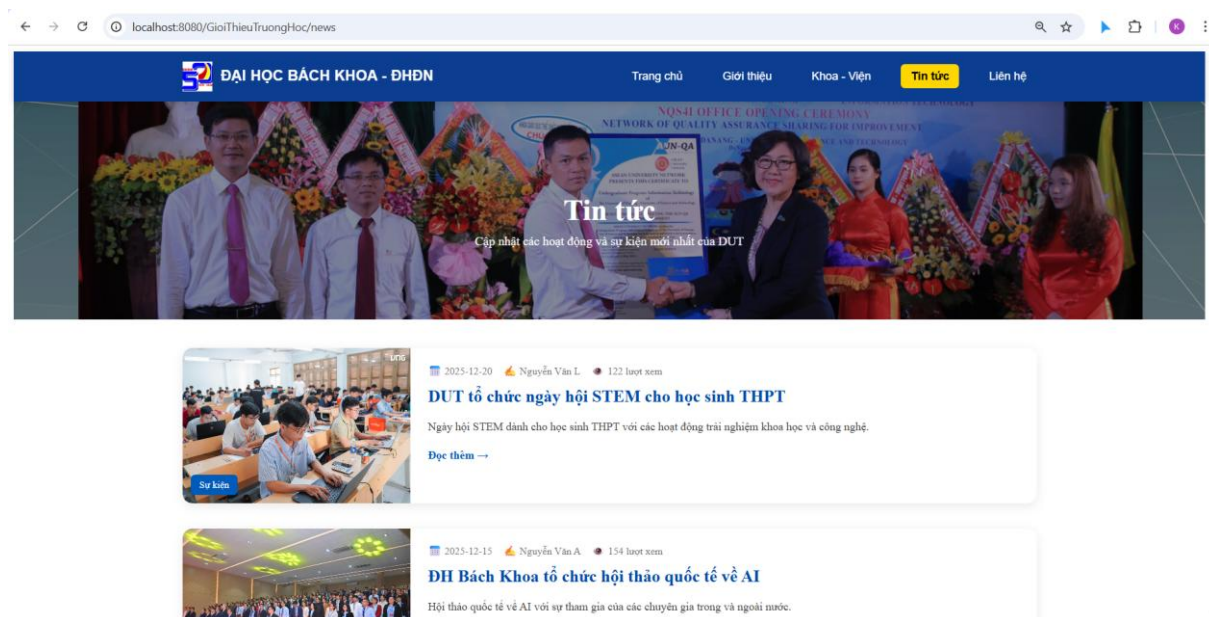 localhost:8080/GioiThieuTruongHoc/news
K
ĐẠI HỌC BÁCH KHOA - ĐHĐN
Trang chủ
Giới thiệu
Khoa - Viện
Tin tức
Liên hệ
NQS4I OFFICE OPENING CEREMONY
NETWORK OF QUALITY ASSURANCE SHARING FOR IMPROVEMENT
UN-QA
Tin tức
Cập nhật các hoạt động và sự kiện mới nhất của DUT
2025-12-20 Nguyễn Văn L 122 lượt xem
DUT tổ chức ngày hội STEM cho học sinh THPT
Ngày hội STEM dành cho học sinh THPT với các hoạt động trải nghiệm khoa học và công nghệ.
Đọc thêm →
Sự kiện
2025-12-15 Nguyễn Văn A 154 lượt xem
ĐH Bách Khoa tổ chức hội thảo quốc tế về AI
Hội thảo quốc tế về AI với sự tham gia của các chuyên gia trong và ngoài nước.